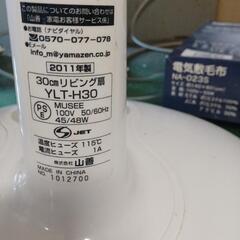 この製品についてのお問い合わせは
「山善」家電お客様サービス係
お電話（ナビダイヤル）
0570-077-078
Eメール
info_m@yamazen.co.jp
2011年製
30cmリビング扇
YLT-H30
PSE
MUSEE
100V 50/60Hz
45/48W
JET
温度ヒューズ 115℃
電流ヒューズ 1A
株式会社 山善
MADE IN CHINA
NO. 1012700
電気敷毛布
NA-023S